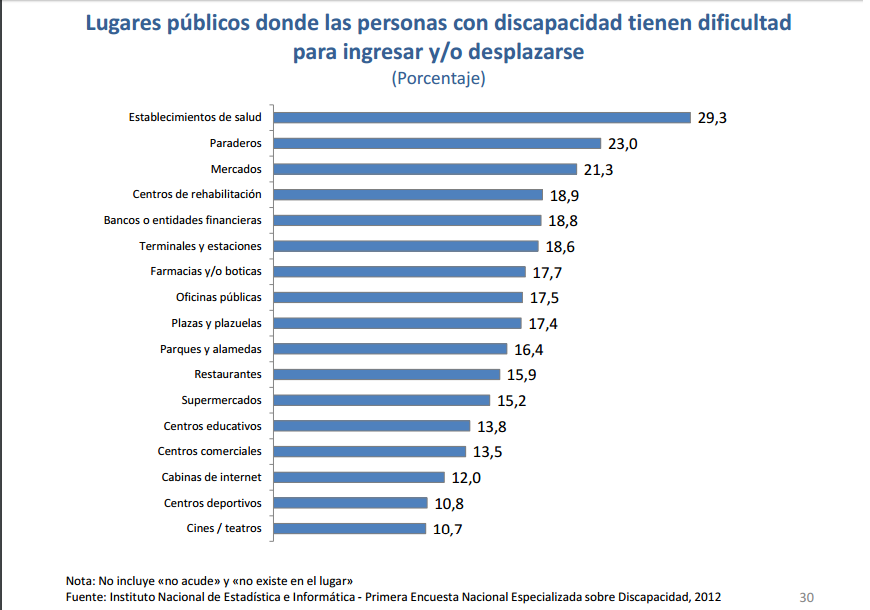 Lugares públicos donde las personas con discapacidad tienen dificultad
para ingresar y/o desplazarse
(Porcentaje)
Establecimientos de salud 29,3
Paraderos 23,0
Mercados 21,3
Centros de rehabilitación 18,9
Bancos o entidades financieras 18,8
Terminales y estaciones 18,6
Farmacias y/o boticas 17,7
Oficinas públicas 17,5
Plazas y plazuelas 17,4
Parques y alamedas 16,4
Restaurantes 15,9
Supermercados 15,2
Centros educativos 13,8
Centros comerciales 13,5
Cabinas de internet 12,0
Centros deportivos 10,8
Cines / teatros 10,7
Nota: No incluye «no acude» y «no existe en el lugar»
Fuente: Instituto Nacional de Estadística e Informática - Primera Encuesta Nacional Especializada sobre Discapacidad, 2012
30